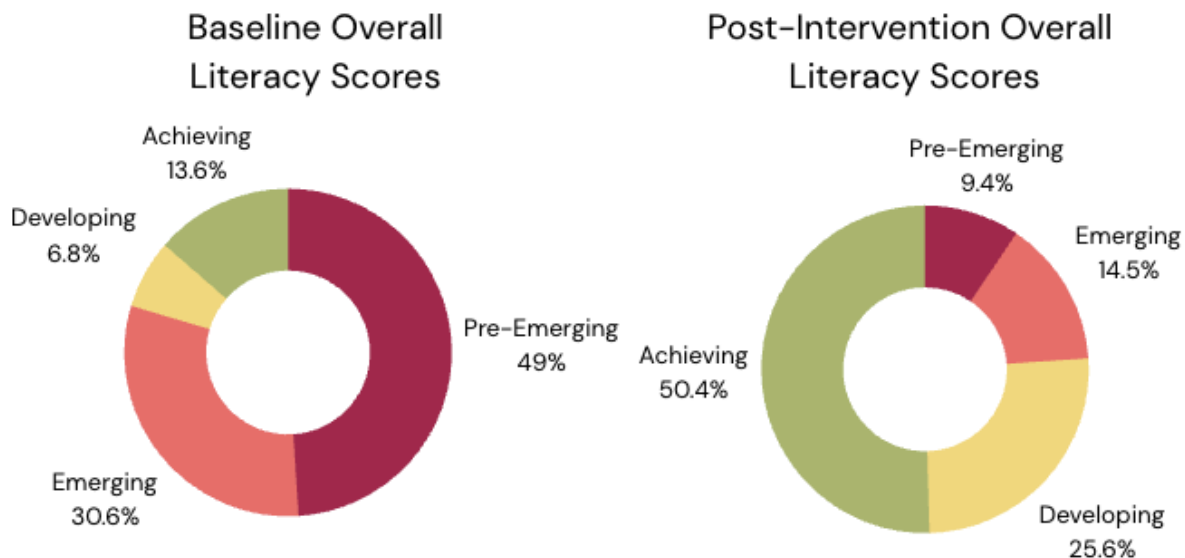 Baseline Overall
Literacy Scores
Achieving
13.6%
Developing
6.8%
Pre-Emerging
49%
Emerging
30.6%
Post-Intervention Overall
Literacy Scores
Pre-Emerging
9.4%
Emerging
14.5%
Achieving
50.4%
Developing
25.6%